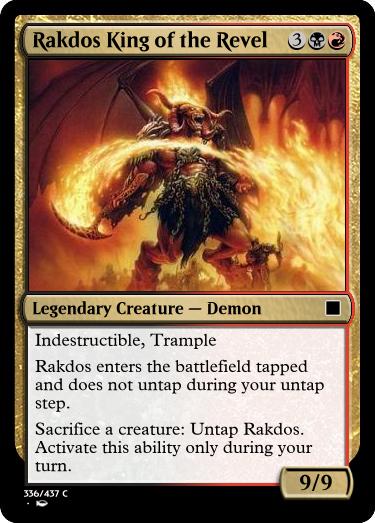 Rakdos King of the Revel 3
Legendary Creature — Demon
Indestructible, Trample
Rakdos enters the battlefield tapped
and does not untap during your untap
step.
Sacrifice a creature: Untap Rakdos.
Activate this ability only during your
turn.
9/9
336/437 C